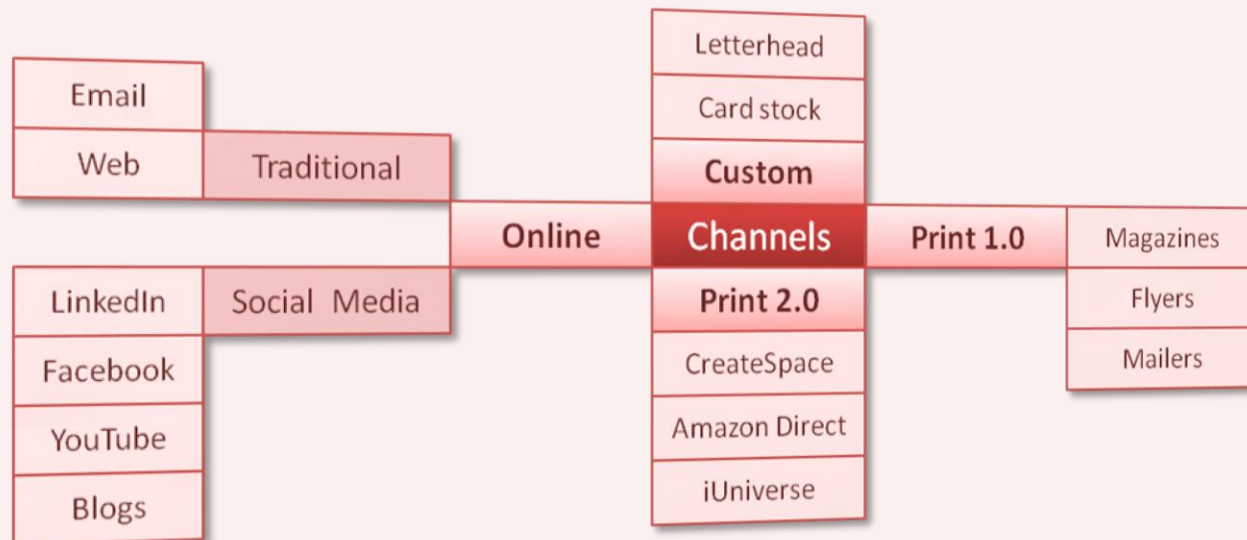 Letterhead
Card stock
Custom
Email
Web
Traditional
Online
Channels
Print 1.0
Magazines
Flyers
Mailers
LinkedIn
Social Media
Facebook
YouTube
Blogs
Print 2.0
CreateSpace
Amazon Direct
iUniverse